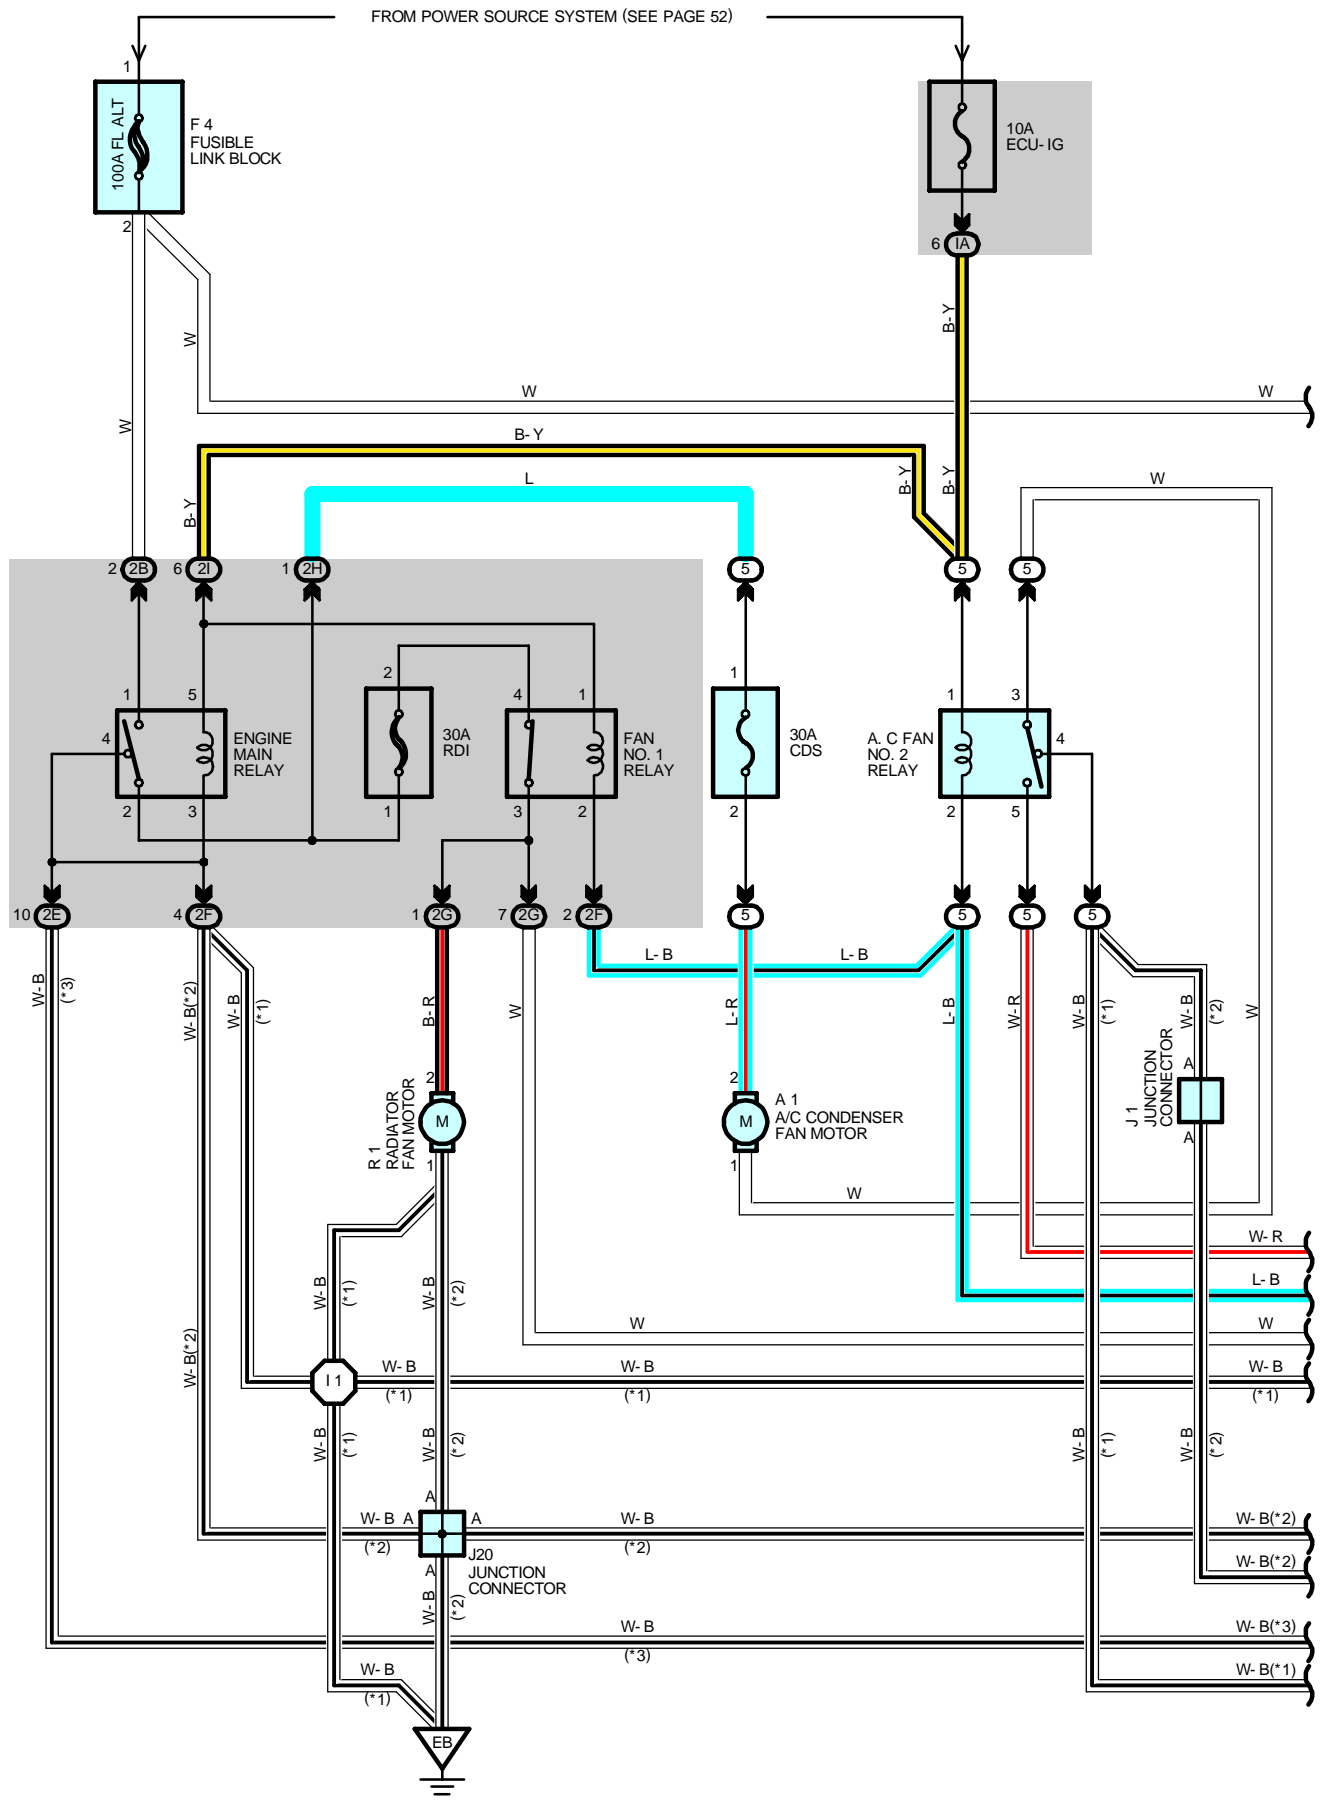 FROM POWER SOURCE SYSTEM (SEE PAGE 52)
1
100A FL ALT
F 4
FUSIBLE
LINK BLOCK
2
10A
ECU- IG
6 IA
B- Y
W
W
W
W
B- Y
B- Y
B- Y
B- Y
L
W
2 2B
6 2I
1 2H
5
5
5
1
5
4
2
3
ENGINE
MAIN
RELAY
2
1
30A
RDI
4
1
3
2
FAN
NO. 1
RELAY
1
2
30A
CDS
A. C FAN
NO. 2
RELAY
1
3
4
2
5
10 2E
4 2F
1 2G
7 2G
2 2F
5
5
5
5
W- B
(*3)
W- B(*2)
W- B
(*1)
B- R
W
L- B
L- B
L- R
L- B
W- R
W- B
(*1)
W- B
(*2)
W
2
M
1
R 1
RADIATOR
FAN MOTOR
2
M
1
A 1
A/C CONDENSER
FAN MOTOR
A
A
J 1
JUNCTION
CONNECTOR
W
W- R
L- B
W- B
(*1)
W- B
(*2)
W
W
W- B(*2)
I 1
W- B
(*1)
W- B
(*1)
W- B
(*1)
W- B
(*1)
W- B
(*2)
W- B
(*1)
W- B
(*2)
A
W- B A
(*2)
A
A
W- B
(*2)
W- B(*2)
J20
JUNCTION
CONNECTOR
W- B
(*2)
W- B(*2)
W- B
(*3)
W- B(*3)
W- B
(*1)
W- B(*1)
EB